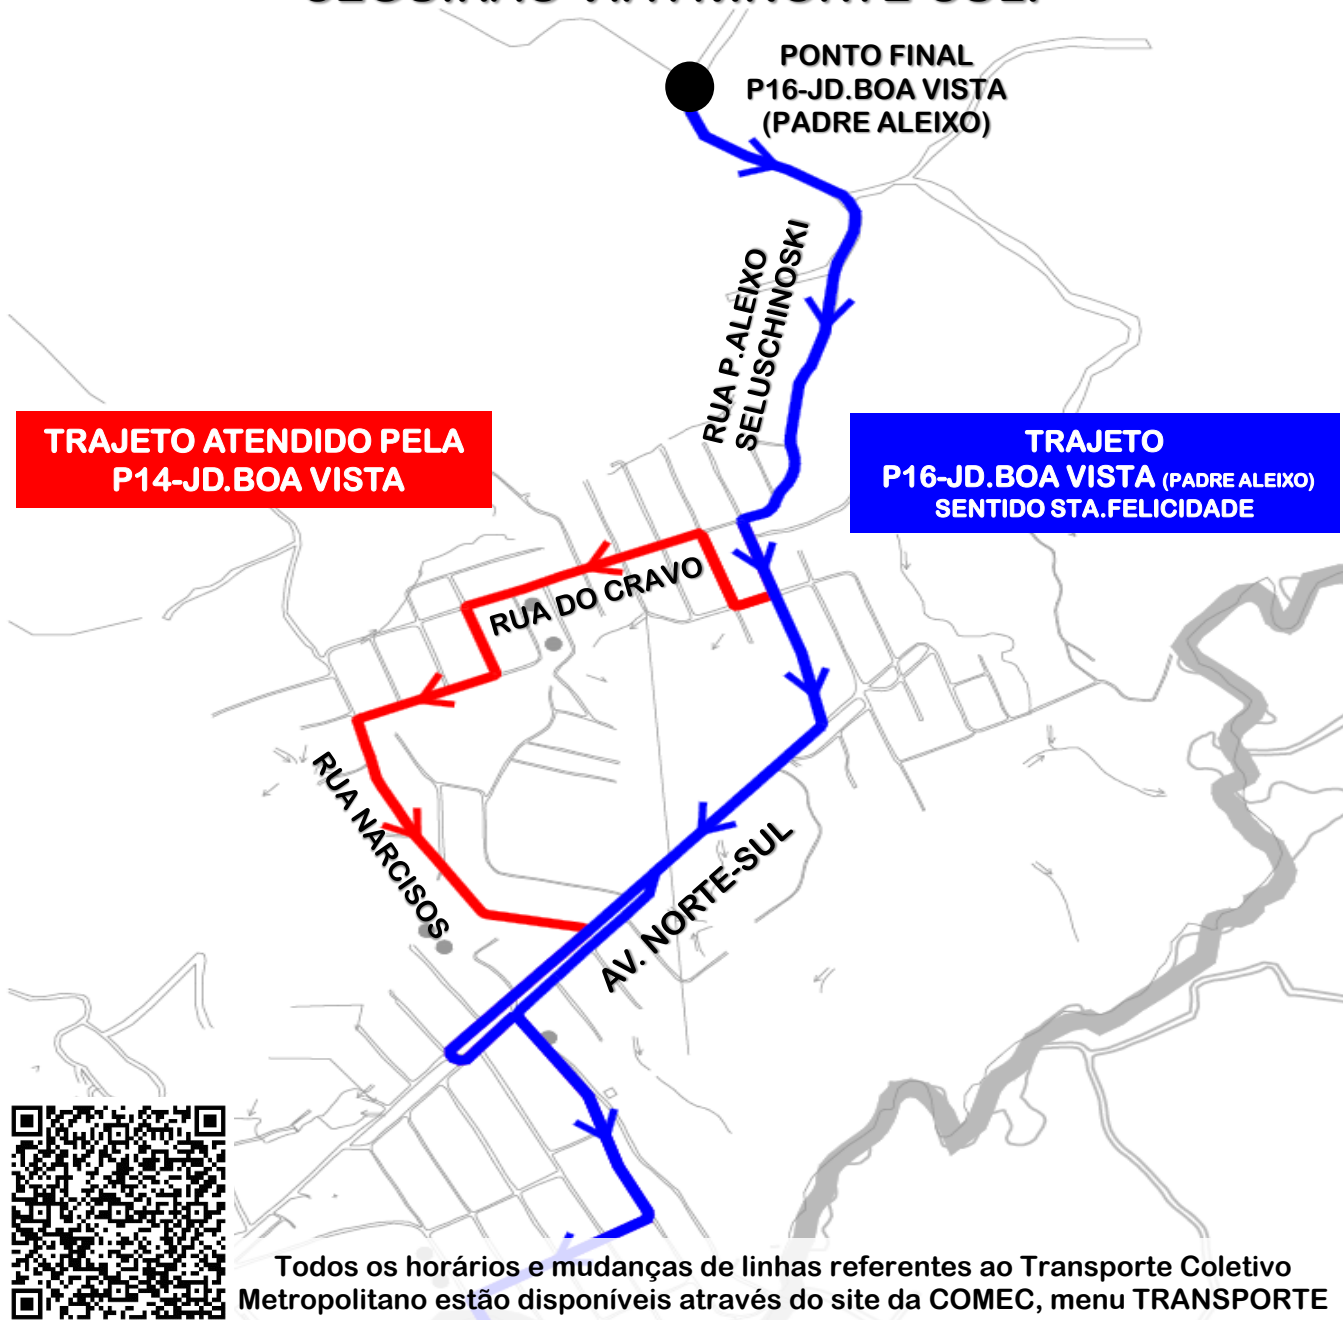 PONTO FINAL
P16-JD.BOA VISTA
(PADRE ALEIXO)
RUA P.ALEIXO
SELUSCHINOSKI
TRAJETO ATENDIDO PELA
P14-JD.BOA VISTA
TRAJETO
P16-JD.BOA VISTA (PADRE ALEIXO)
SENTIDO STA.FELICIDADE
RUA DO CRAVO
RUA NARCISOS
AV. NORTE-SUL
Todos os horários e mudanças de linhas referentes ao Transporte Coletivo
Metropolitano estão disponíveis através do site da COMEC, menu TRANSPORTE